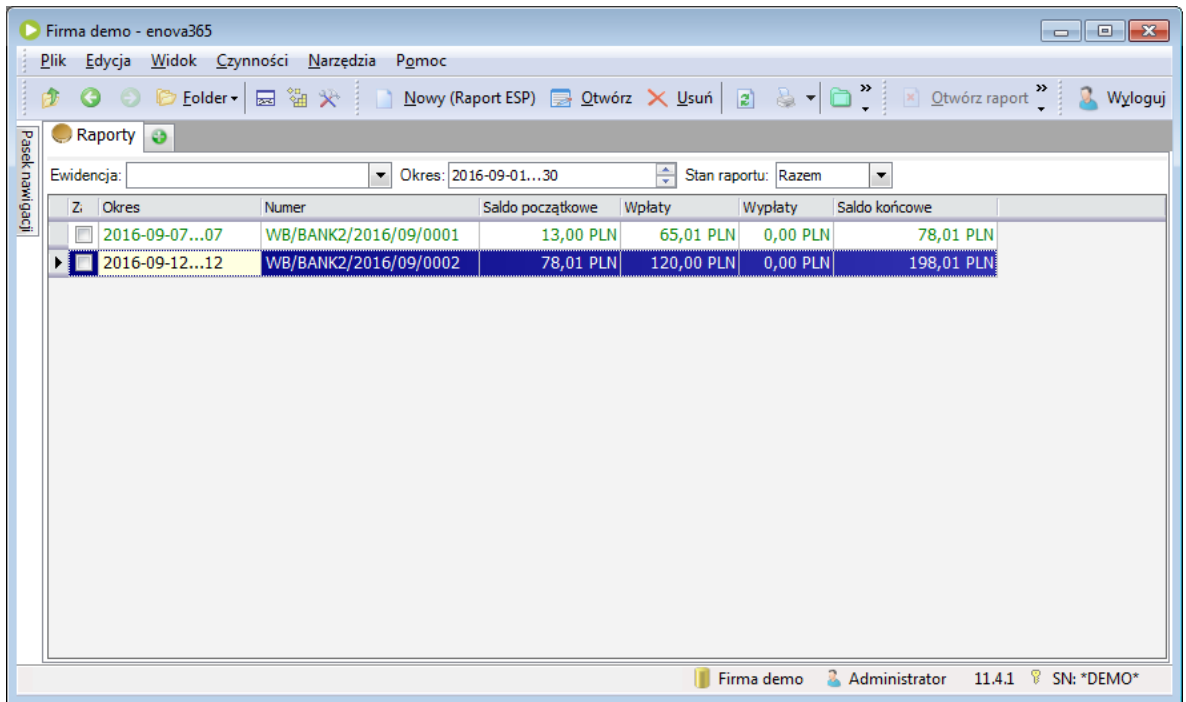 Firma demo - enova365
Plik Edycja Widok Czynności Narzędzia Pomoc
Folder Nowy (Raport ESP) Otwórz Usuń Otwórz raport Wyloguj
Pasek nawigacji
Raporty
Ewidencja: Okres: 2016-09-01...30 Stan raportu: Razem
Z: Okres Numer Saldo początkowe Wpłaty Wypłaty Saldo końcowe
2016-09-07...07 WB/BANK2/2016/09/0001 13,00 PLN 65,01 PLN 0,00 PLN 78,01 PLN
2016-09-12...12 WB/BANK2/2016/09/0002 78,01 PLN 120,00 PLN 0,00 PLN 198,01 PLN
Firma demo Administrator 11.4.1 SN: *DEMO*